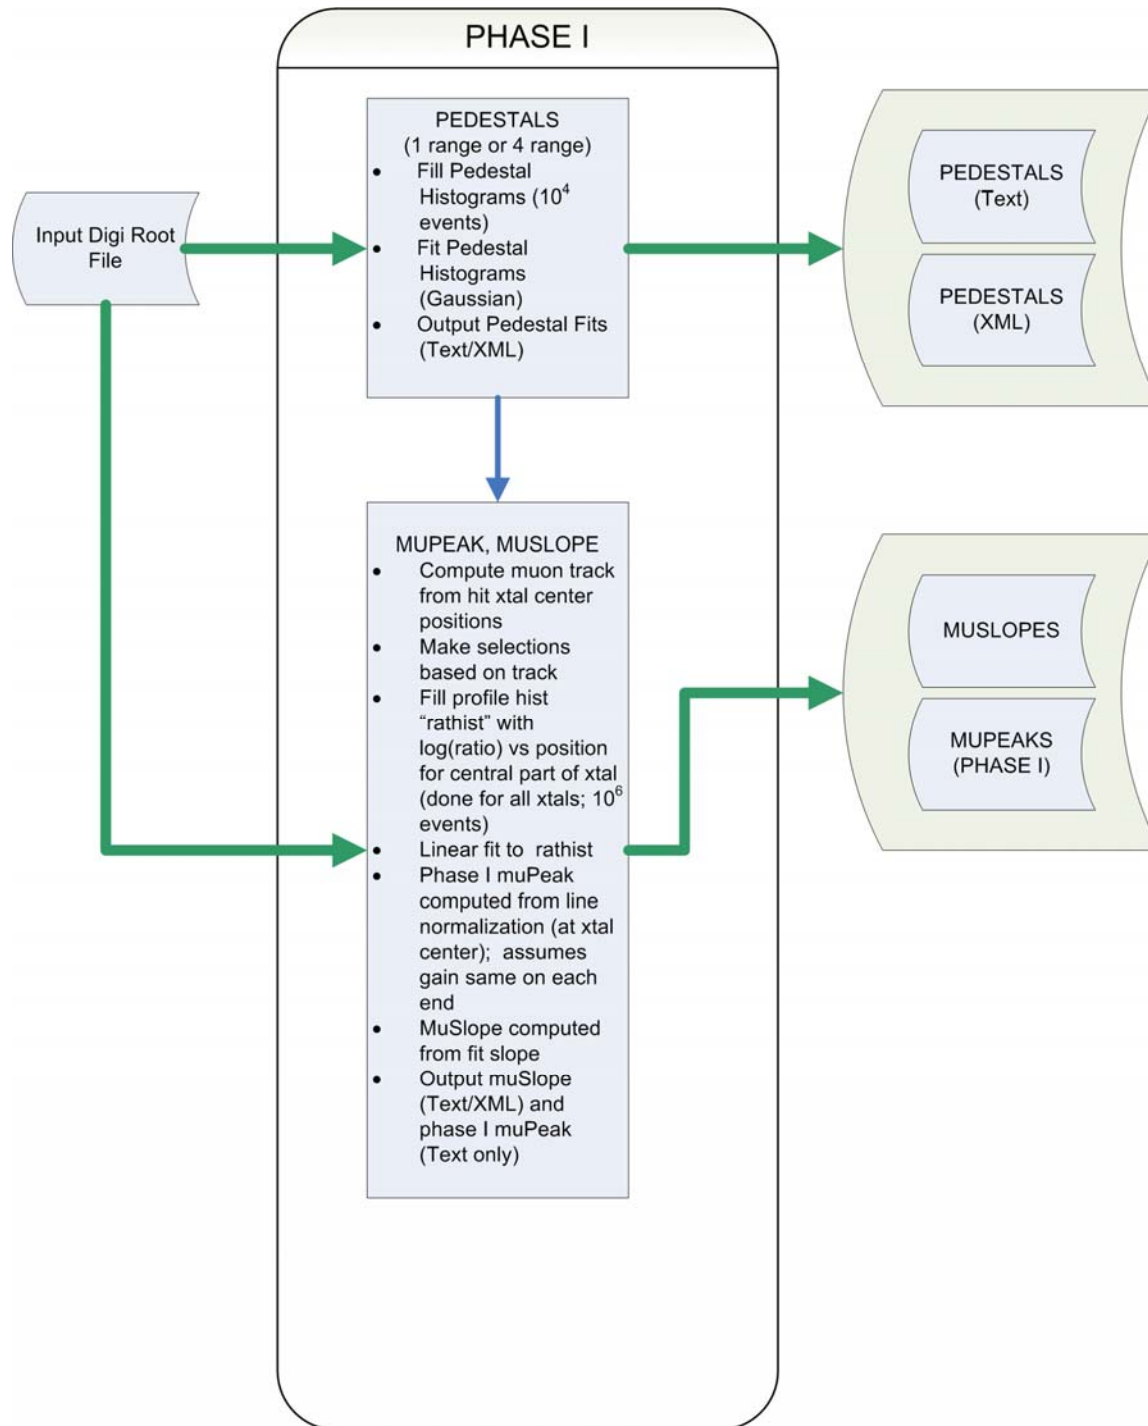 PHASE I
Input Digi Root
File
PEDESTALS
(1 range or 4 range)
• Fill Pedestal
Histograms (10⁴
events)
• Fit Pedestal
Histograms
(Gaussian)
• Output Pedestal Fits
(Text/XML)
PEDESTALS
(Text)
PEDESTALS
(XML)
MUPEAK, MUSLOPE
• Compute muon track
from hit xtal center
positions
• Make selections
based on track
• Fill profile hist
“rathist” with
log(ratio) vs position
for central part of xtal
(done for all xtals; 10⁶
events)
• Linear fit to rathist
• Phase I muPeak
computed from line
normalization (at xtal
center); assumes
gain same on each
end
• MuSlope computed
from fit slope
• Output muSlope
(Text/XML) and
phase I muPeak
(Text only)
MUSLOPES
MUPEAKS
(PHASE I)